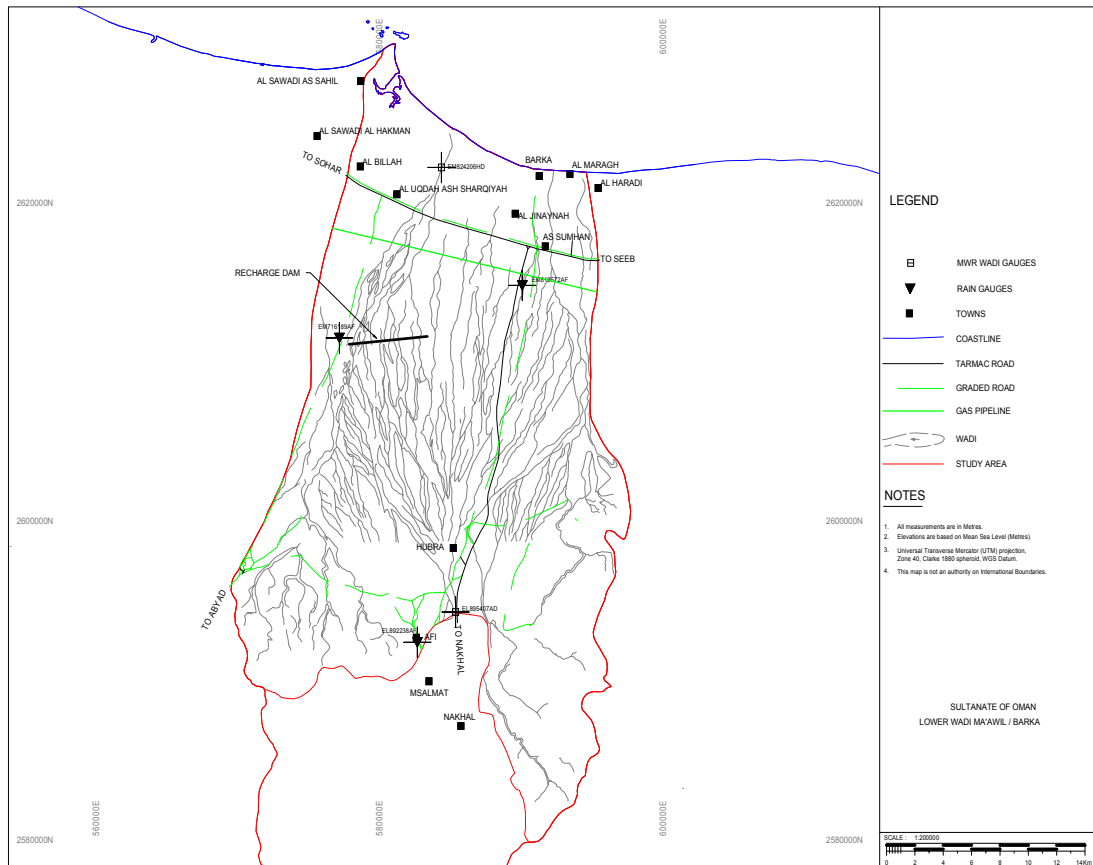 580000E
600000E
AL SAWADI AS SAHIL
AL SAWADI AL HAKMAN
TO SOHAR
AL BILLAH
EM824206HD
BARKA
AL MARAGH
AL HARADI
AL UQDAH ASH SHARQIYAH
2620000N
2620000N
AL JINAYNAH
AS SUMHAN
TO SEEB
RECHARGE DAM
EM716189AF
2600000N
2600000N
HUBRA
EL895407AD
TO ABYAD
AFI
TO NAKHAL
MSALMAT
NAKHAL
560000E
580000E
600000E
2580000N
2580000N
LEGEND
MWR WADI GAUGES
RAIN GAUGES
TOWNS
COASTLINE
TARMAC ROAD
GRADED ROAD
GAS PIPELINE
WADI
STUDY AREA
NOTES
1. All measurements are in Metres.
2. Elevations are based on Mean Sea Level (Metres).
3. Universal Transverse Mercator (UTM) projection,
Zone 40, Clarke 1880 spheroid, WGS Datum.
4. This map is not an authority on International Boundaries.
SULTANATE OF OMAN
LOWER WADI MA'AWIL / BARKA
SCALE : 1:200000
0 2 4 6 8 10 12 14Km